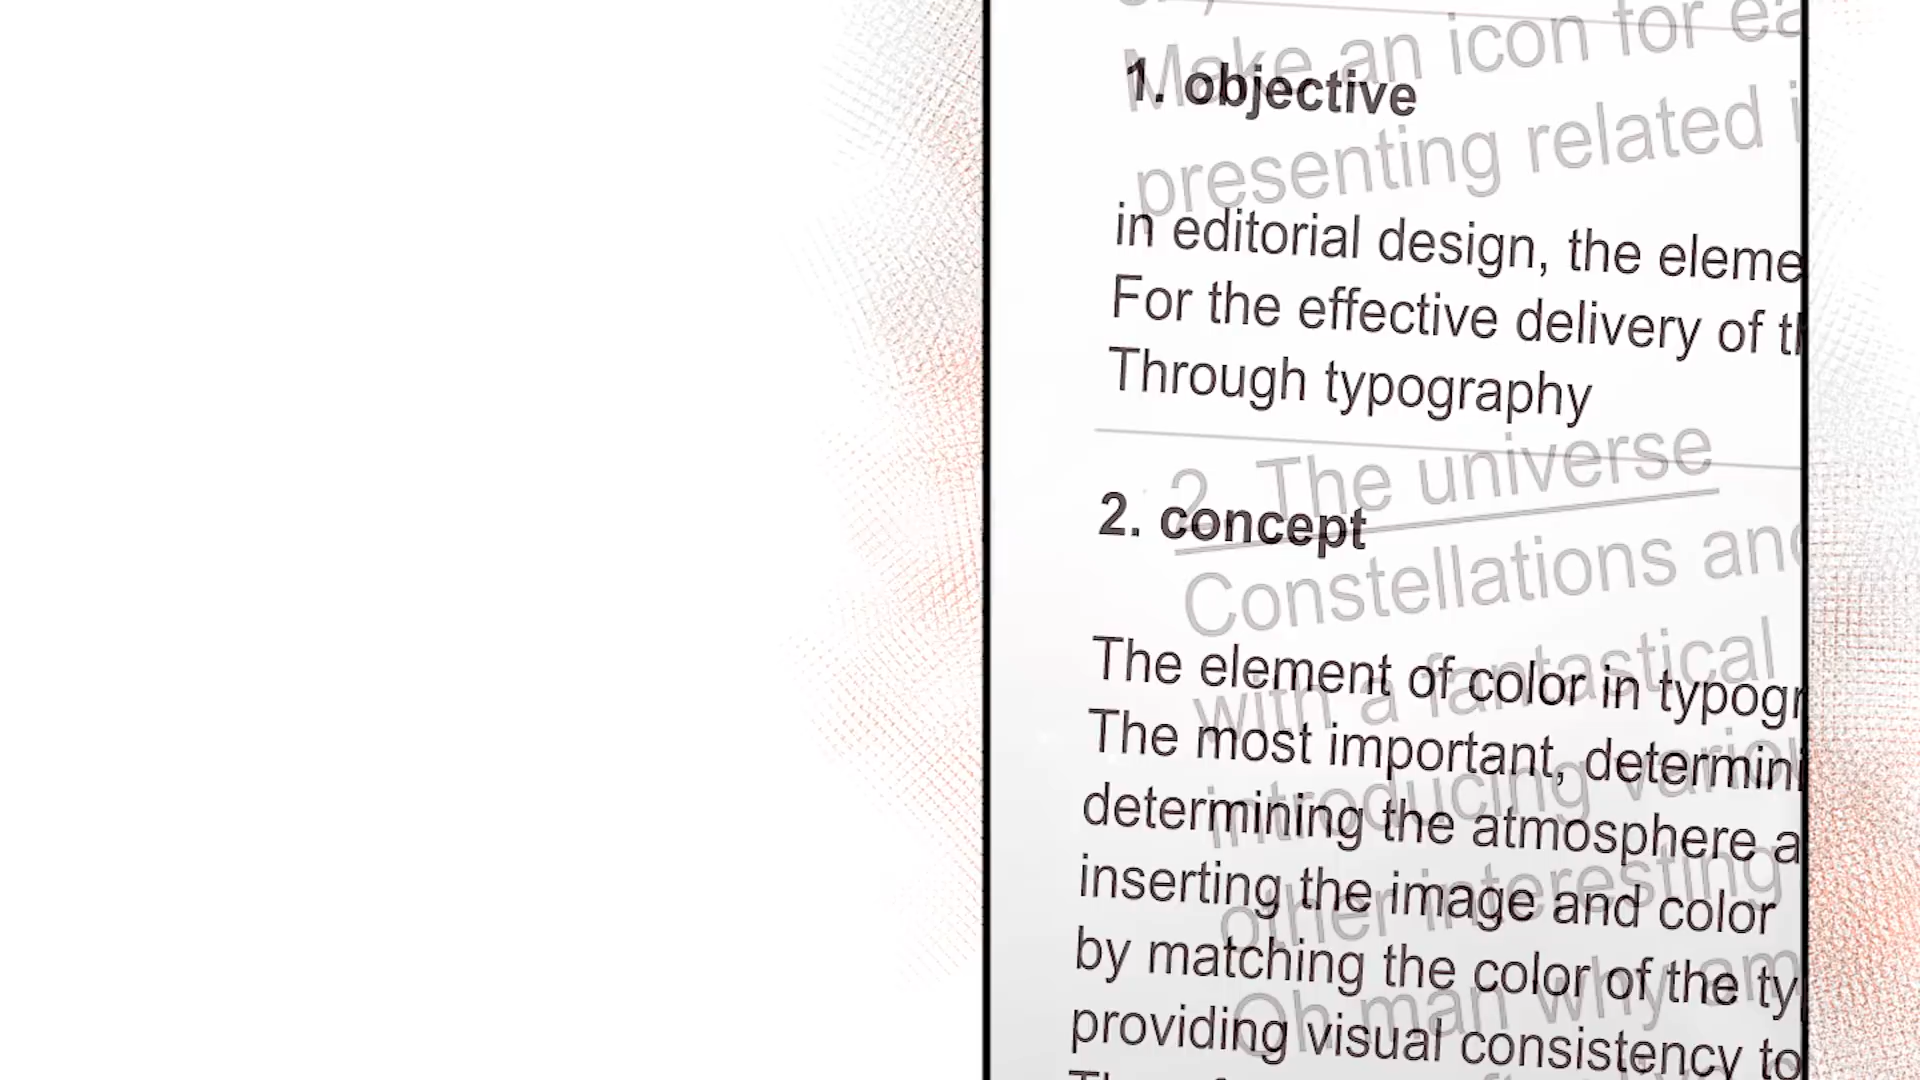 1. objective
in editorial design, the eleme
For the effective delivery of th
Through typography
2. concept
The element of color in typogr
The most important, determini
determining the atmosphere a
inserting the image and color
by matching the color of the ty
providing visual consistency to
Make an icon for ea
presenting related i
2. The universe
Constellations and
with a fantastical
introducing variou
other interesting
Oh man why am